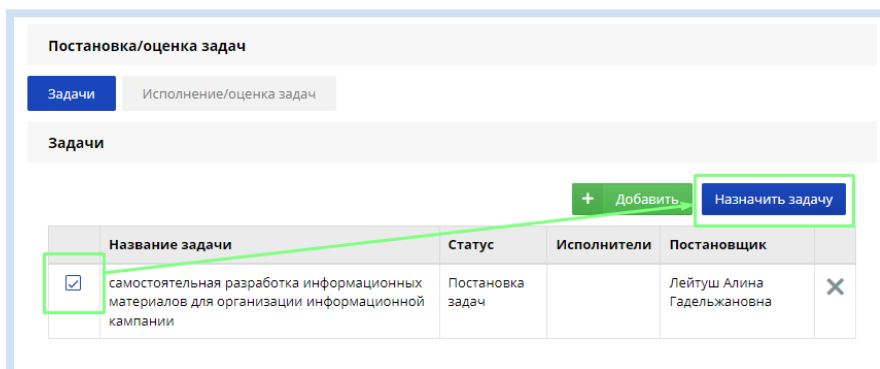 Постановка/оценка задач
Задачи
Исполнение/оценка задач
Задачи
+ Добавить
Назначить задачу
Название задачи
Статус
Исполнители
Постановщик
самостоятельная разработка информационных
материалов для организации информационной
кампании
Постановка
задач
Лейтуш Алина
Гадельжановна